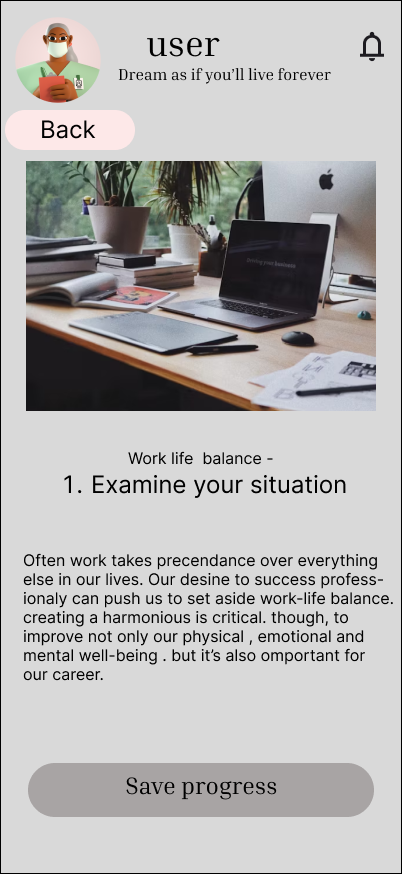 user
Dream as if you’ll live forever
Back
Work life balance -
1. Examine your situation
Often work takes precendance over everything
else in our lives. Our desine to success profess-
ionaly can push us to set aside work-life balance.
creating a harmonious is critical. though, to
improve not only our physical , emotional and
mental well-being . but it’s also omportant for
our career.
Save progress